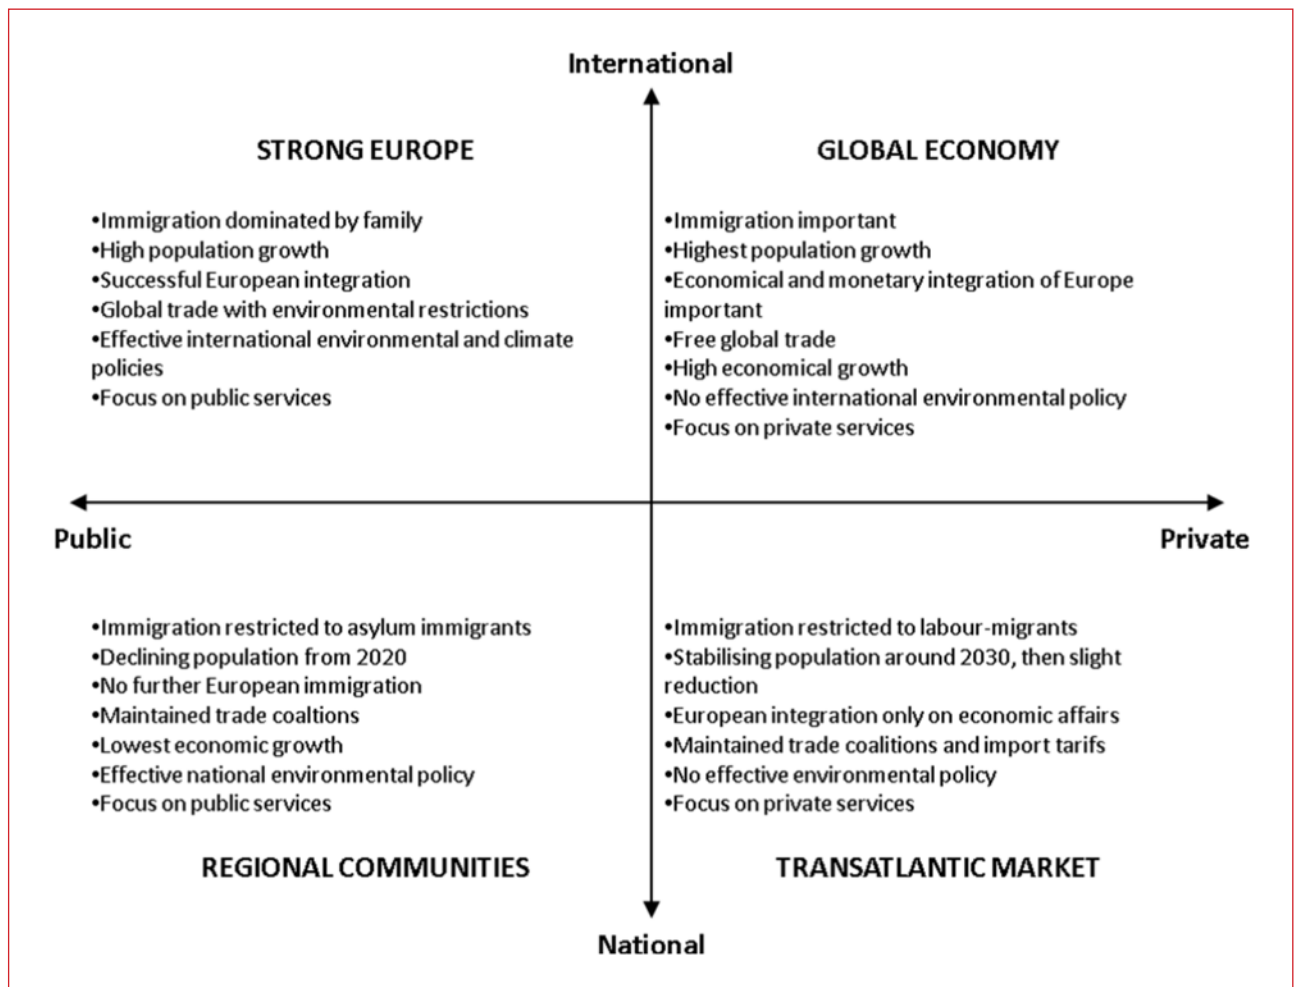 International
STRONG EUROPE
•Immigration dominated by family
•High population growth
•Successful European integration
•Global trade with environmental restrictions
•Effective international environmental and climate
policies
•Focus on public services
GLOBAL ECONOMY
•Immigration important
•Highest population growth
•Economical and monetary integration of Europe
important
•Free global trade
•High economical growth
•No effective international environmental policy
•Focus on private services
Public
Private
•Immigration restricted to asylum immigrants
•Declining population from 2020
•No further European immigration
•Maintained trade coaltions
•Lowest economic growth
•Effective national environmental policy
•Focus on public services
REGIONAL COMMUNITIES
•Immigration restricted to labour-migrants
•Stabilising population around 2030, then slight
reduction
•European integration only on economic affairs
•Maintained trade coalitions and import tarifs
•No effective environmental policy
•Focus on private services
TRANSATLANTIC MARKET
National